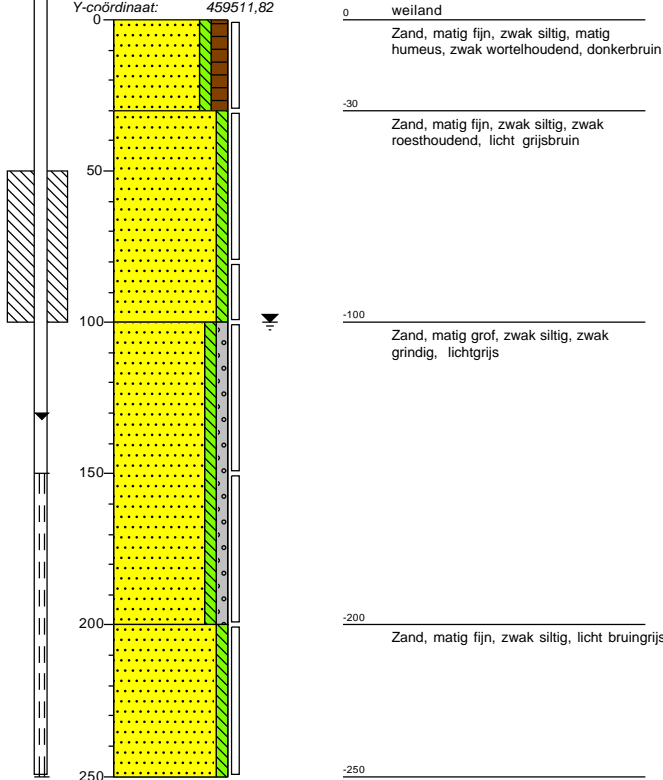 Y-coördinaat: 459511,82
0
0
weiland
Zand, matig fijn, zwak siltig, matig
humeus, zwak wortelhoudend, donkerbruin
-30
Zand, matig fijn, zwak siltig, zwak
roesthoudend, licht grijsbruin
50
100
-100
Zand, matig grof, zwak siltig, zwak
grindig, lichtgrijs
150
200
-200
Zand, matig fijn, zwak siltig, licht bruingrijs
250
-250